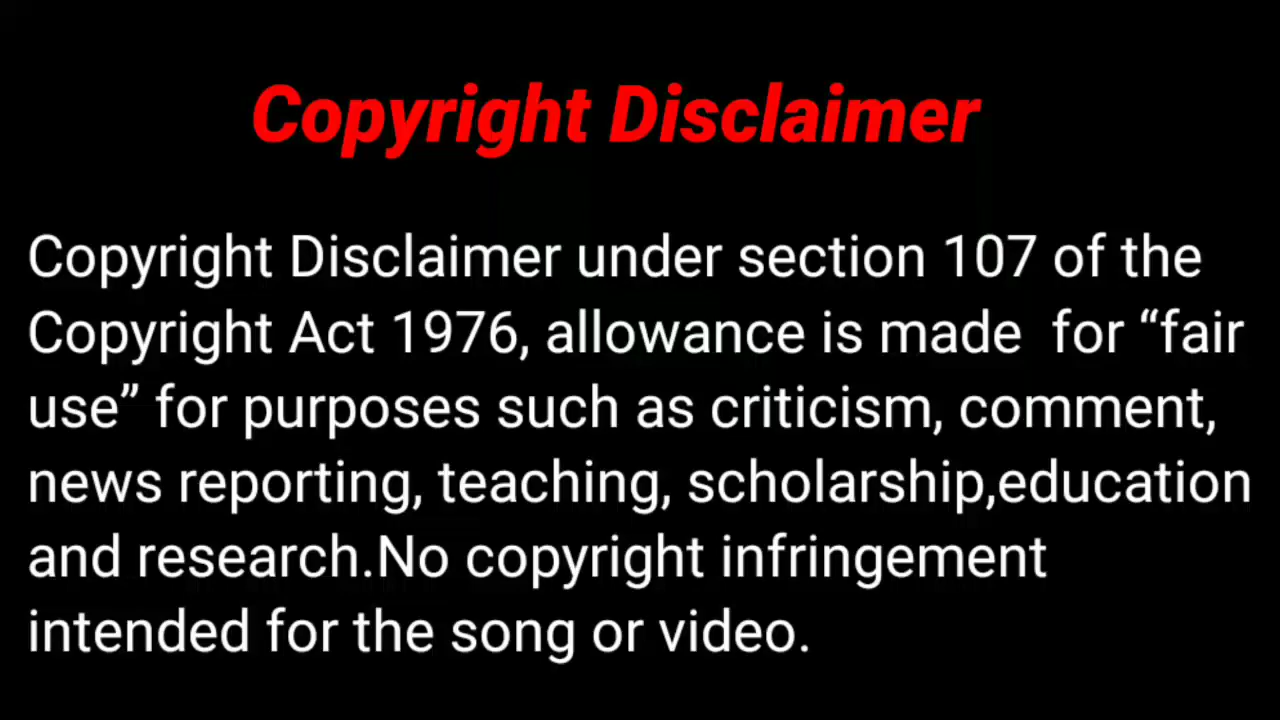 Copyright Disclaimer
Copyright Disclaimer under section 107 of the
Copyright Act 1976, allowance is made  for “fair
use” for purposes such as criticism, comment,
news reporting, teaching, scholarship,education
and research.No copyright infringement
intended for the song or video.